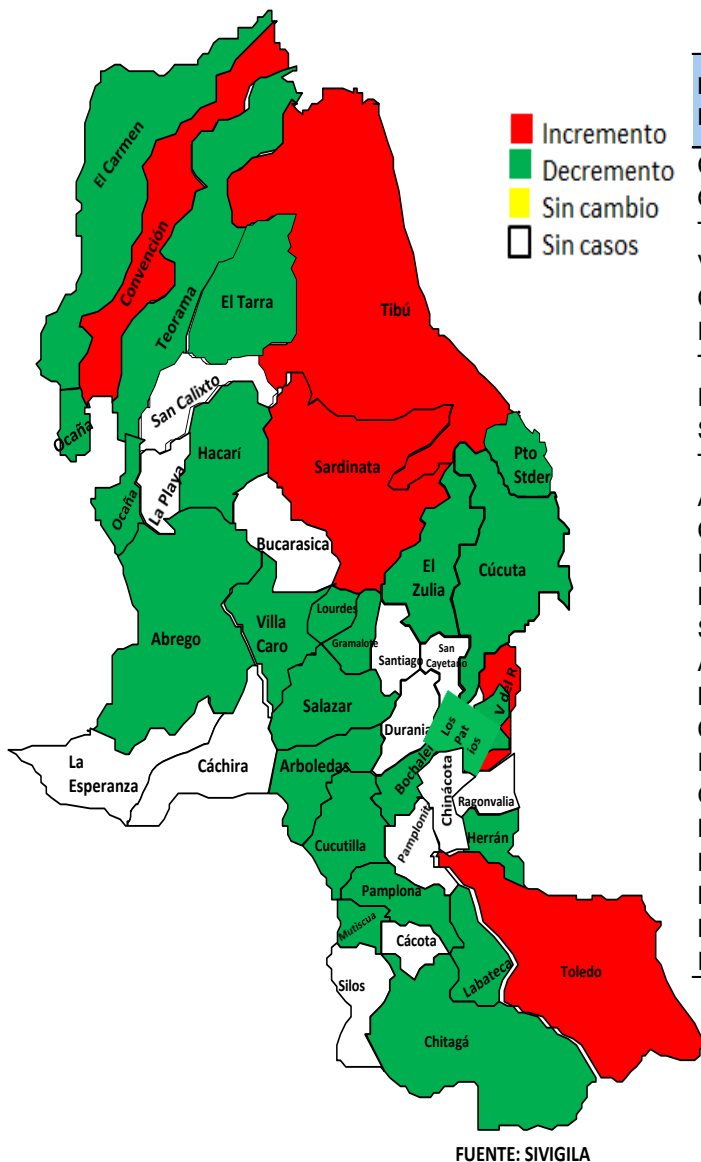 Incremento
Decremento
Sin cambio
Sin casos
El Carmen
Convención
Teorama
El Tarra
Tibú
San Calixto
Ocaña
Hacarí
La Playa
Ocaña
Sardinata
Pto
Stder
Bucarasica
El
Zulia
Cúcuta
Abrego
Villa
Caro
Lourdes
Gramalote
Santiago
San
Cayetano
V del R
Salazar
Durania
Los
Pat
ios
La
Esperanza
Cáchira
Arboledas
Bochalei
Chinácota
Ragonvalia
Cucutilla
Pamplonit
Herrán
Pamplona
Mutiscua
Cácota
Labateca
Toledo
Silos
Chitagá
FUENTE: SIVIGILA